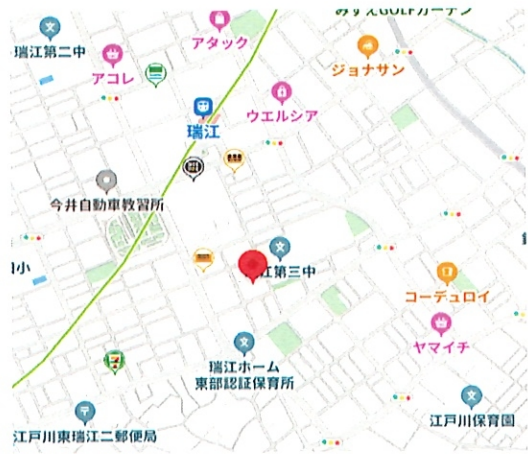 みずえGOLFガーデン
瑞江第二中
アタック
アコレ
ジョナサン
ウエルシア
瑞江
今井自動車教習所
江第三中
小
コーデュロイ
ヤマイチ
瑞江ホーム
東部認証保育所
江戸川保育園
江戸川東瑞江二郵便局